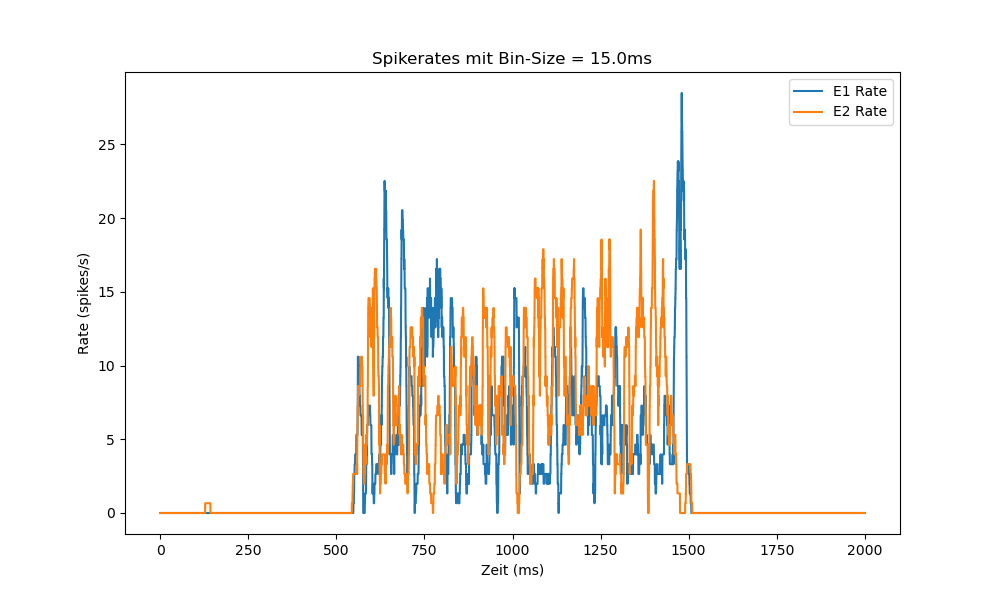 Spikerates mit Bin-Size = 15.0ms
E1 Rate
E2 Rate
Rate (spikes/s)
25
20
15
10
5
0
0 250 500 750 1000 1250 1500 1750 2000
Zeit (ms)